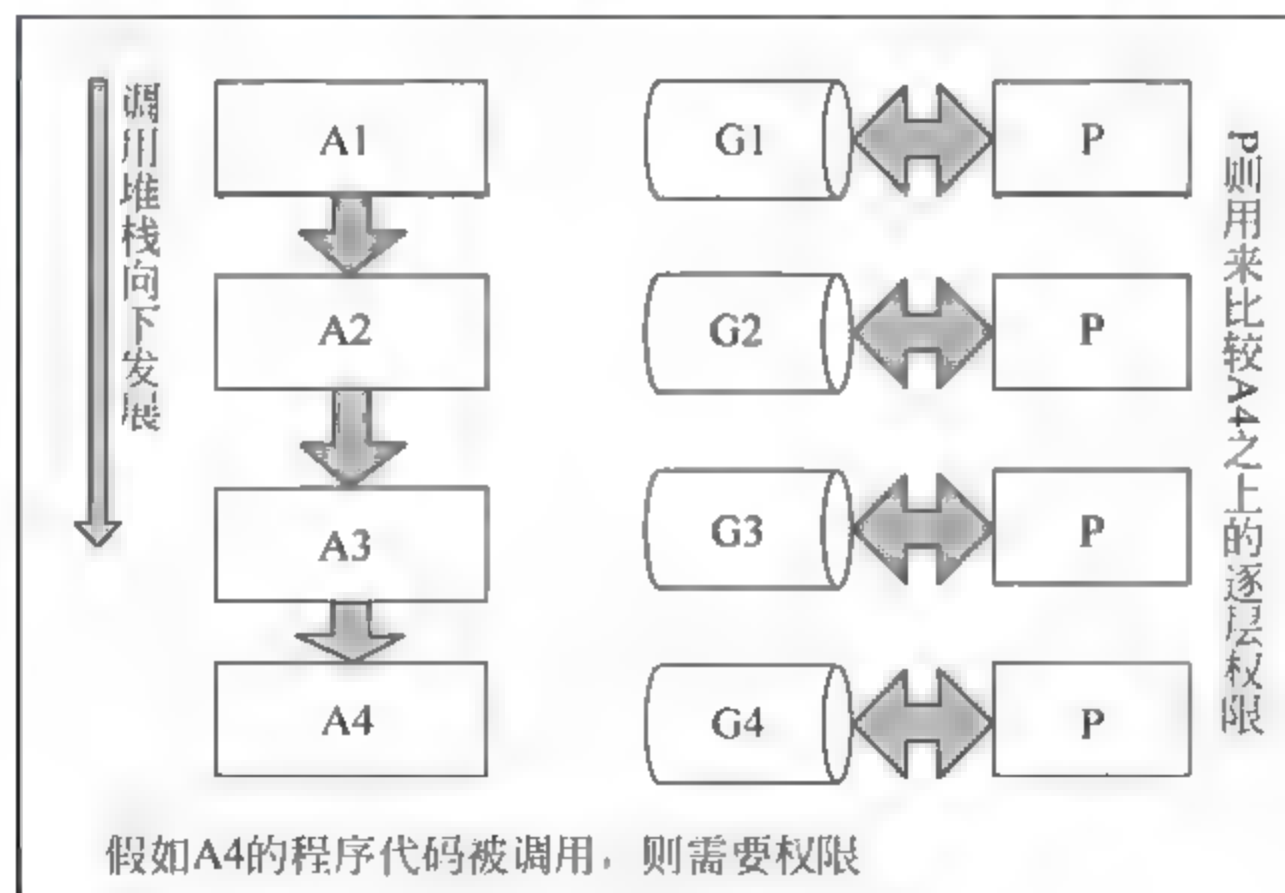 调用堆栈向下发展
A1
G1
P
A2
G2
P
A3
G3
P
A4
G4
P
P则用来比较A4之上的逐层权限
假如A4的程序代码被调用，则需要权限